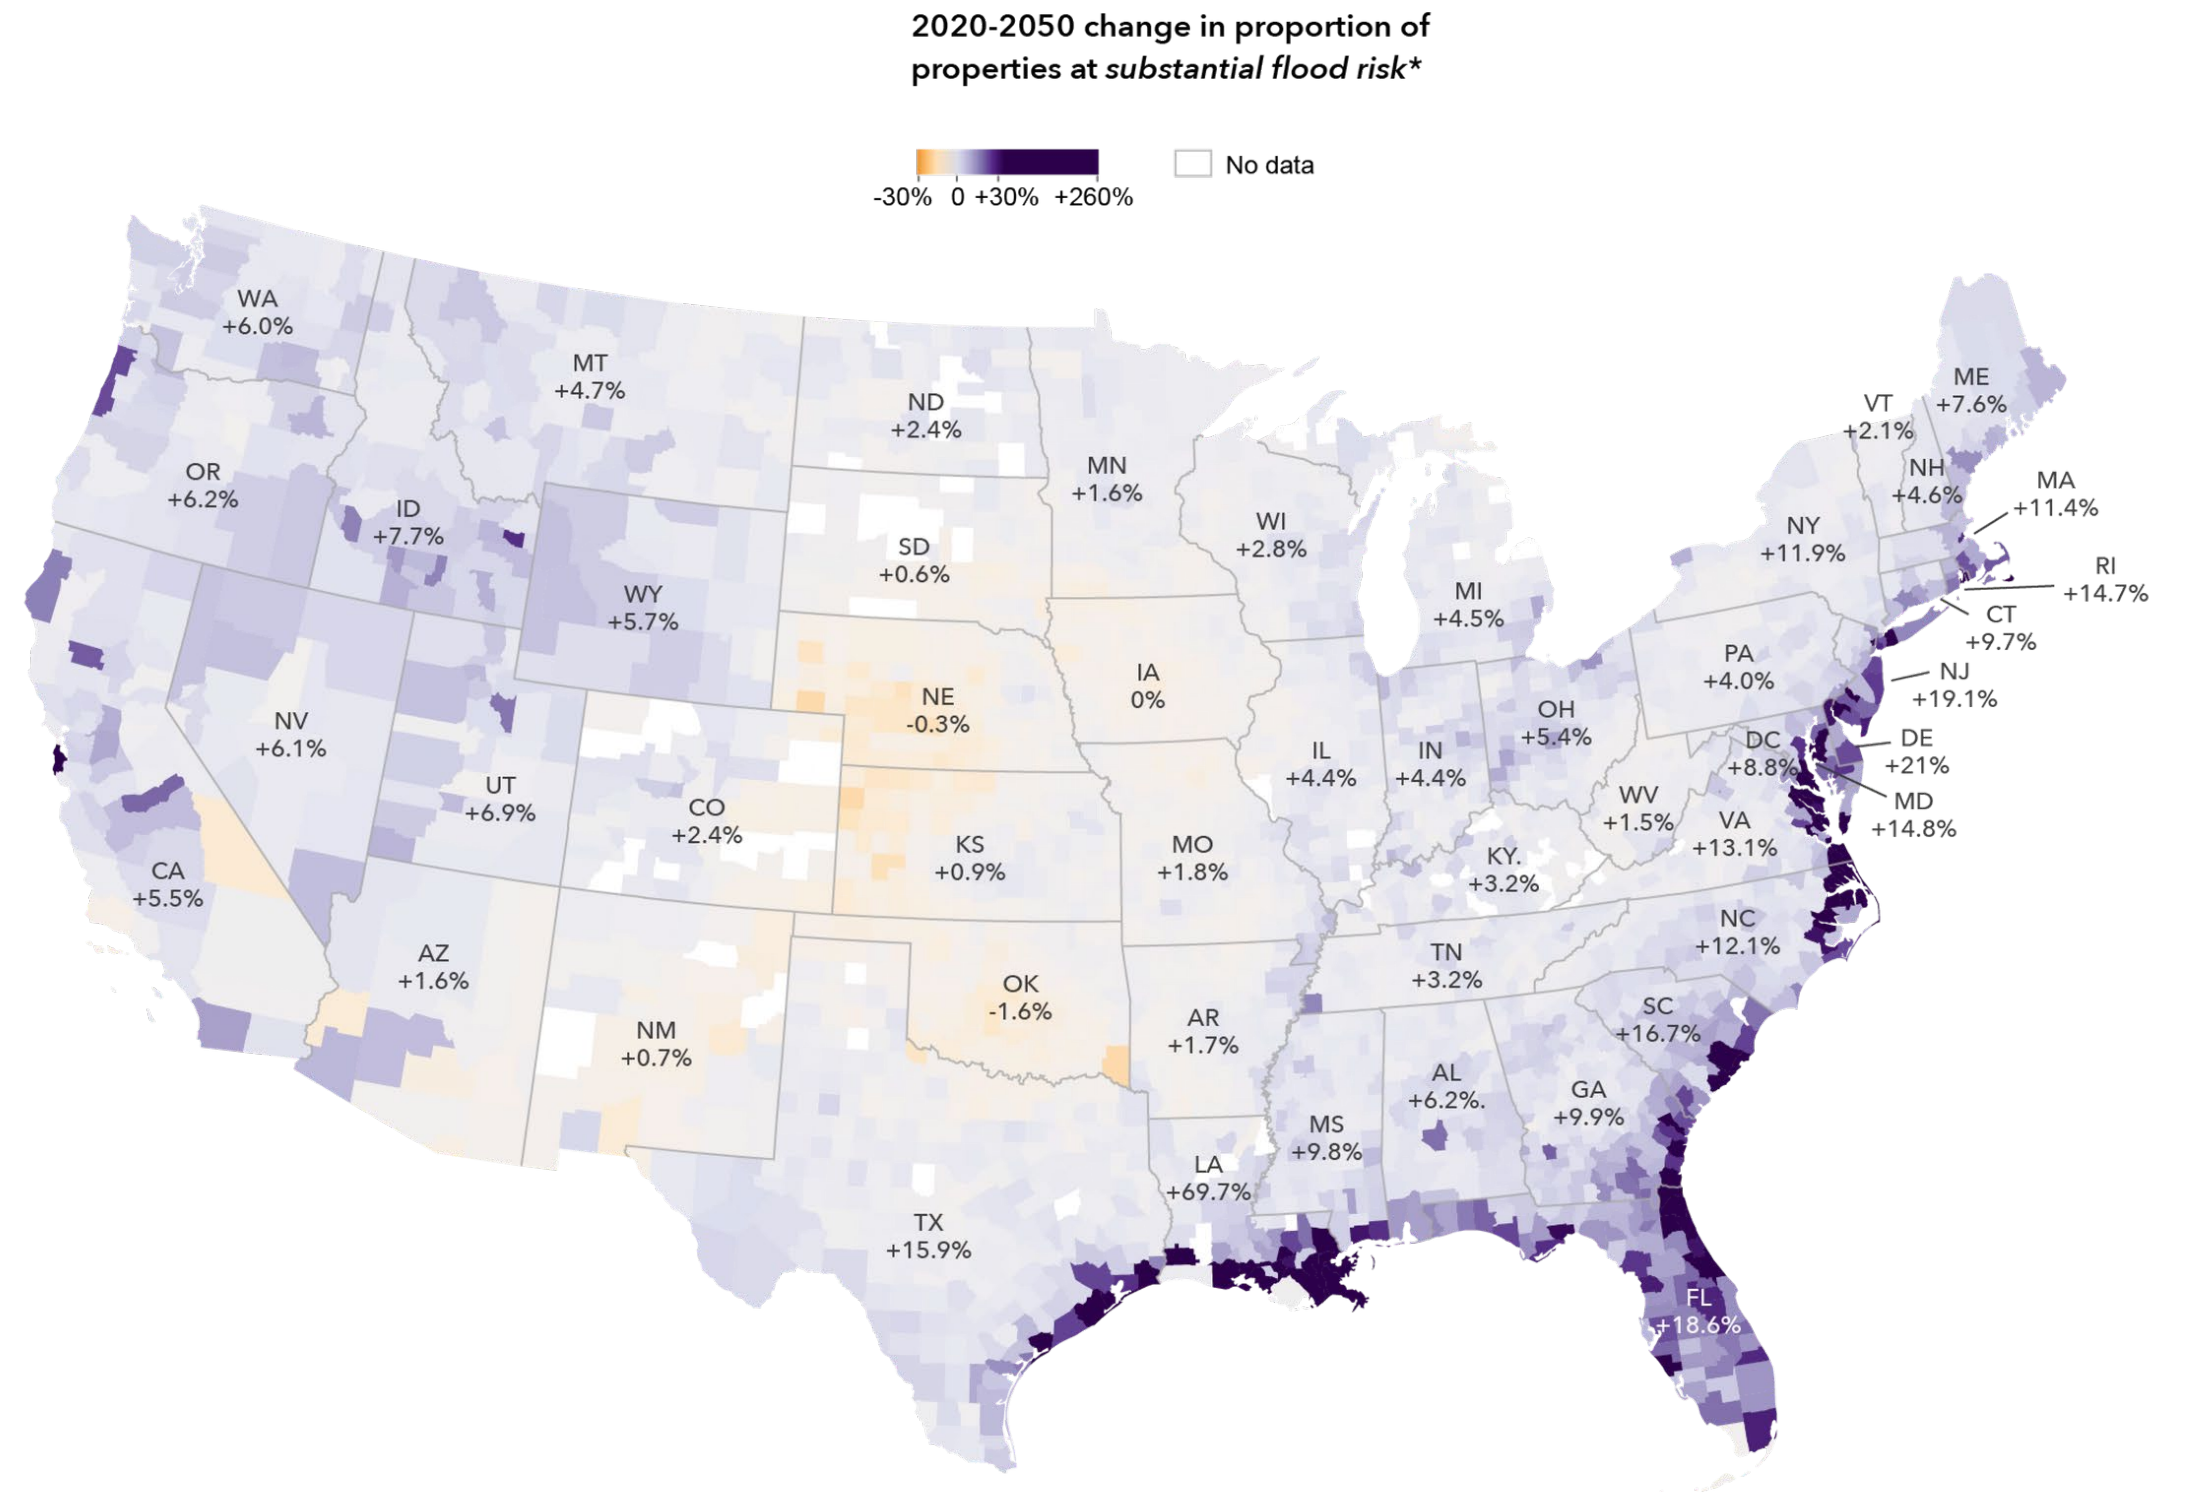 2020-2050 change in proportion of
properties at substantial flood risk*
No data
-30% 0 +30% +260%
WA
+6.0%
MT
+4.7%
ND
+2.4%
MN
+1.6%
ME
+7.6%
VT
+2.1%
NH
+4.6%
MA
+11.4%
OR
+6.2%
ID
+7.7%
WI
+2.8%
NY
+11.9%
SD
+0.6%
RI
+14.7%
WY
+5.7%
MI
+4.5%
CT
+9.7%
PA
+4.0%
NJ
+19.1%
IA
0%
NE
-0.3%
NV
+6.1%
OH
+5.4%
DC
+8.8%
DE
+21%
IL
+4.4%
IN
+4.4%
UT
+6.9%
CO
+2.4%
WV
+1.5%
MD
+14.8%
VA
+13.1%
KS
+0.9%
MO
+1.8%
KY.
+3.2%
CA
+5.5%
NC
+12.1%
AZ
+1.6%
TN
+3.2%
OK
-1.6%
SC
+16.7%
AR
+1.7%
NM
+0.7%
AL
+6.2%.
GA
+9.9%
MS
+9.8%
LA
+69.7%
TX
+15.9%
FL
+18.6%